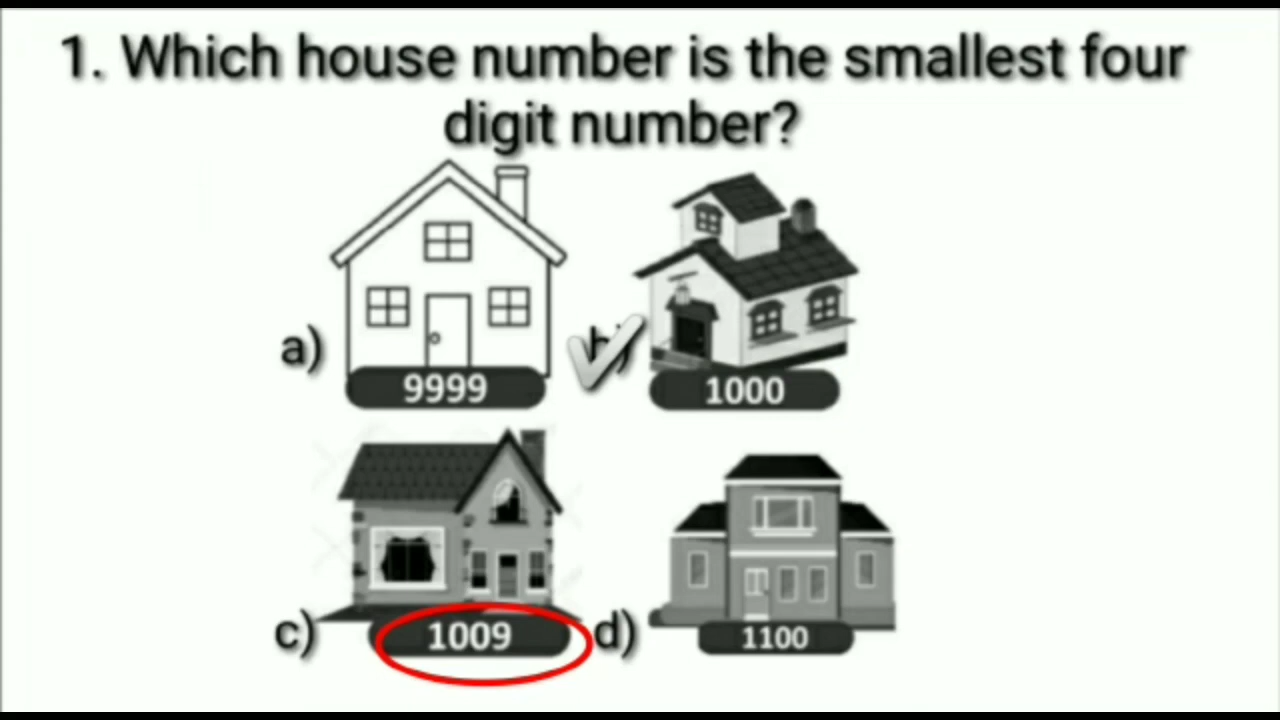 1. Which house number is the smallest four
digit number?
a) 9999
b) 1000
c) 1009
d) 1100